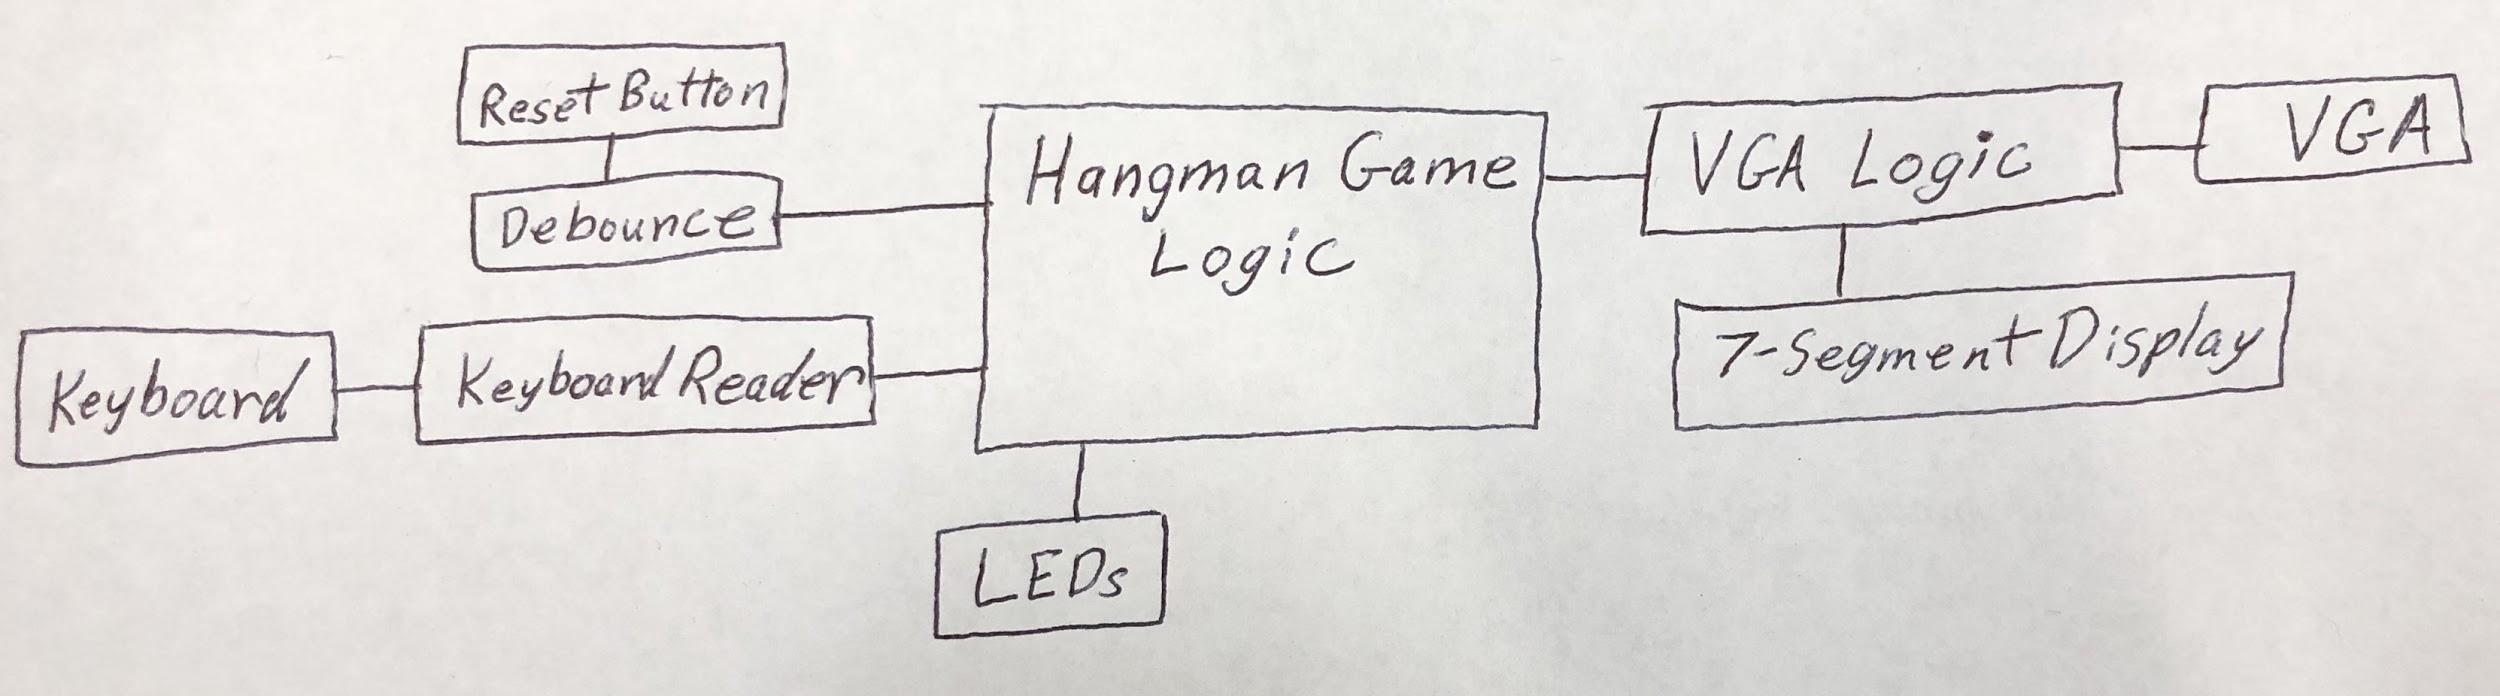 Reset Button
Debounce
Keyboard
Keyboard Reader
Hangman Game
Logic
LEDs
VGA Logic
VGA
7-Segment Display